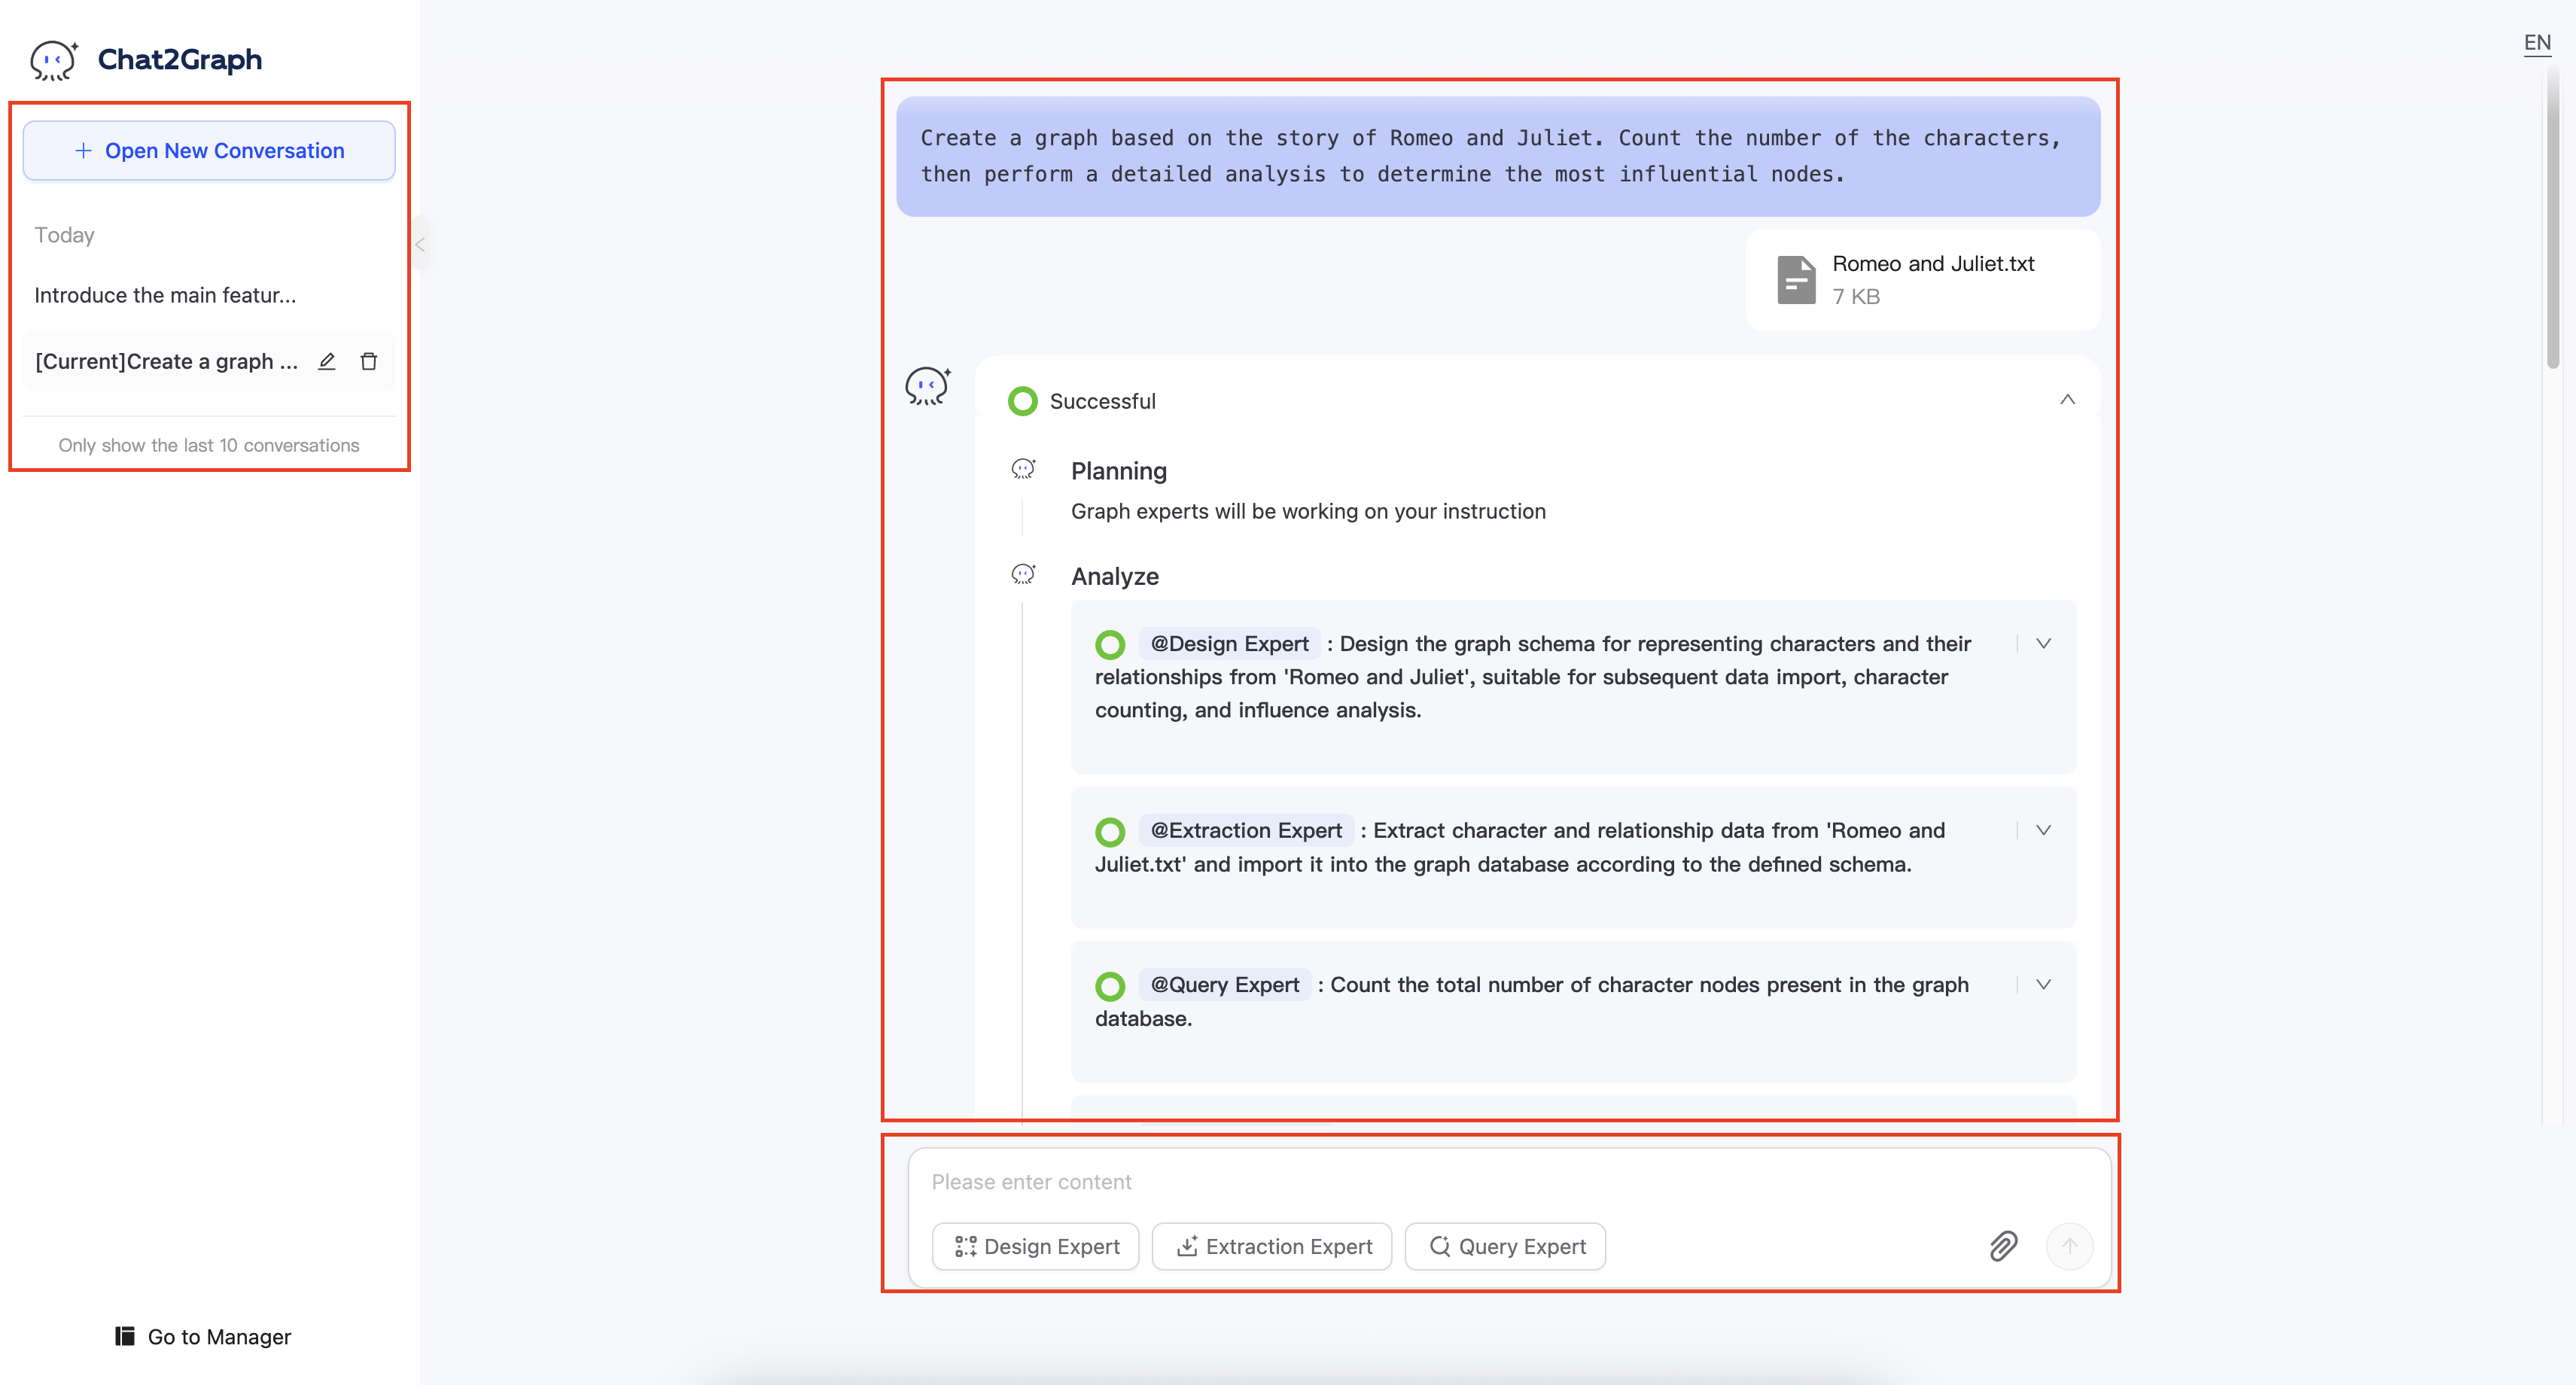 Chat2Graph
Open New Conversation
Today
Introduce the main featur...
[Current]Create a graph ...
Only show the last 10 conversations
Go to Manager
EN
Create a graph based on the story of Romeo and Juliet. Count the number of the characters,
then perform a detailed analysis to determine the most influential nodes.
Romeo and Juliet.txt
7 KB
Successful
Planning
Graph experts will be working on your instruction
Analyze
@Design Expert : Design the graph schema for representing characters and their
relationships from 'Romeo and Juliet', suitable for subsequent data import, character
counting, and influence analysis.
@Extraction Expert : Extract character and relationship data from 'Romeo and
Juliet.txt' and import it into the graph database according to the defined schema.
@Query Expert : Count the total number of character nodes present in the graph
database.
Please enter content
Design Expert
Extraction Expert
Query Expert